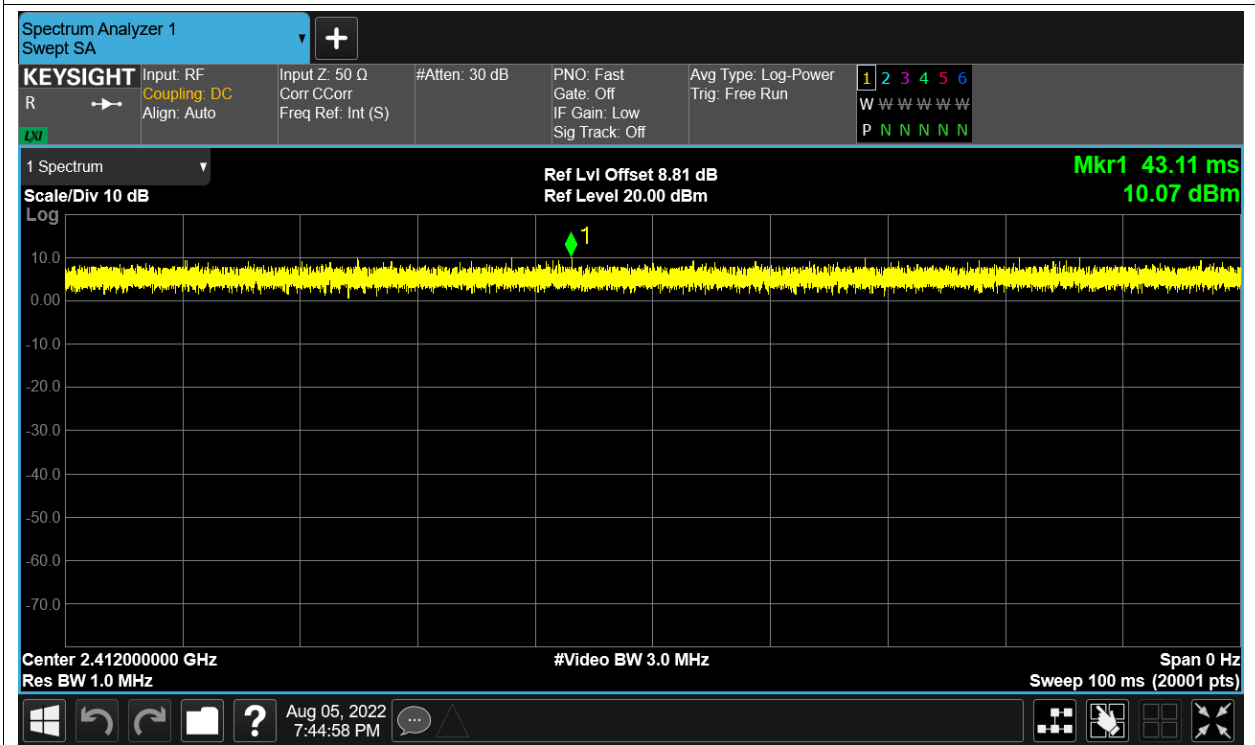 Spectrum Analyzer 1
Swept SA
+
KEYSIGHT
R
LXI
Input: RF
Coupling: DC
Align: Auto
Input Z: 50 Ω
Corr CCorr
Freq Ref: Int (S)
#Atten: 30 dB
PNO: Fast
Gate: Off
IF Gain: Low
Sig Track: Off
Avg Type: Log-Power
Trig: Free Run
1 2 3 4 5 6
W W W W W W
P N N N N N
1 Spectrum
Scale/Div 10 dB
Log
Ref Lvl Offset 8.81 dB
Ref Level 20.00 dBm
Mkr1 43.11 ms
10.07 dBm
1
10.0
0.00
-10.0
-20.0
-30.0
-40.0
-50.0
-60.0
-70.0
Center 2.412000000 GHz
Res BW 1.0 MHz
#Video BW 3.0 MHz
Span 0 Hz
Sweep 100 ms (20001 pts)
?
Aug 05, 2022
7:44:58 PM